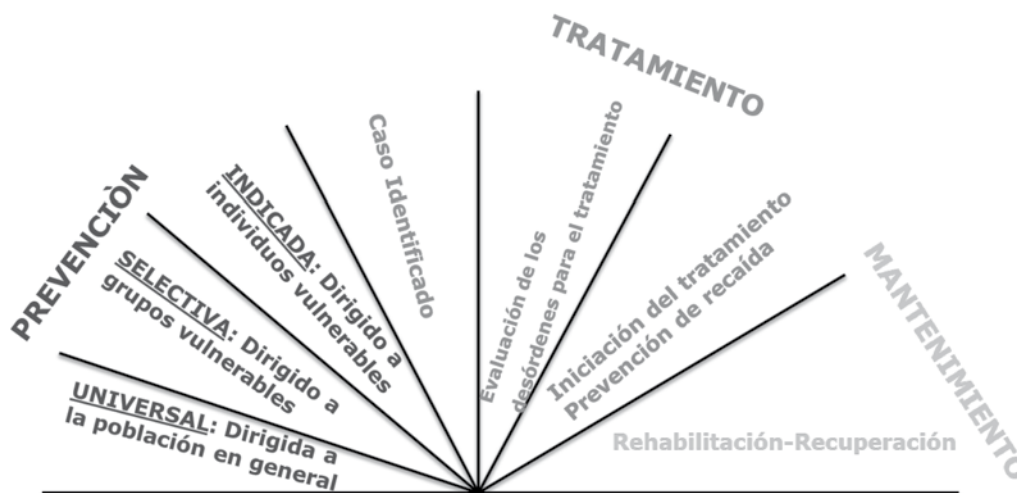 PREVENCIÒN
UNIVERSAL: Dirigida a
la población en general
SELECTIVA: Dirigido a
grupos vulnerables
INDICADA: Dirigido a
individuos vulnerables
TRATAMIENTO
Caso Identificado
Evaluación de los
desórdenes para el tratamiento
Iniciación del tratamiento
Prevención de recaída
MANTENIMIENTO
Rehabilitación-Recuperación